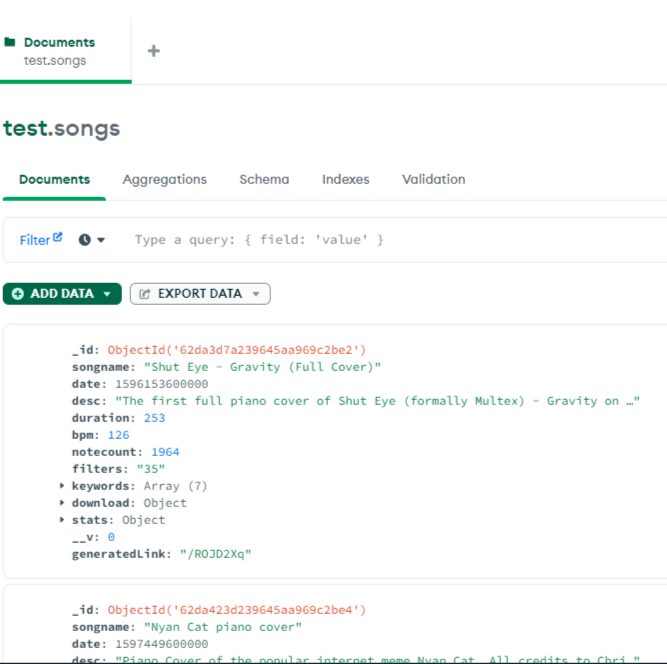 Documents
test.songs
+
test.songs
Documents Aggregations Schema Indexes Validation
Filter Type a query: { field: 'value' }
ADD DATA EXPORT DATA
_id: ObjectId('62da3d7a239645aa969c2be2')
songname: "Shut Eye - Gravity (Full Cover)"
date: 1596153600000
desc: "The first full piano cover of Shut Eye (formally Multex) - Gravity on …"
duration: 253
bpm: 126
notecount: 1964
filters: "35"
keywords: Array (7)
download: Object
stats: Object
__v: 0
generatedLink: "/ROJD2Xq"
_id: ObjectId('62da423d239645aa969c2be4')
songname: "Nyan Cat piano cover"
date: 1597449600000
desc: "Piano Cover of the popular internet meme Nyan Cat. All credits to Chri…"